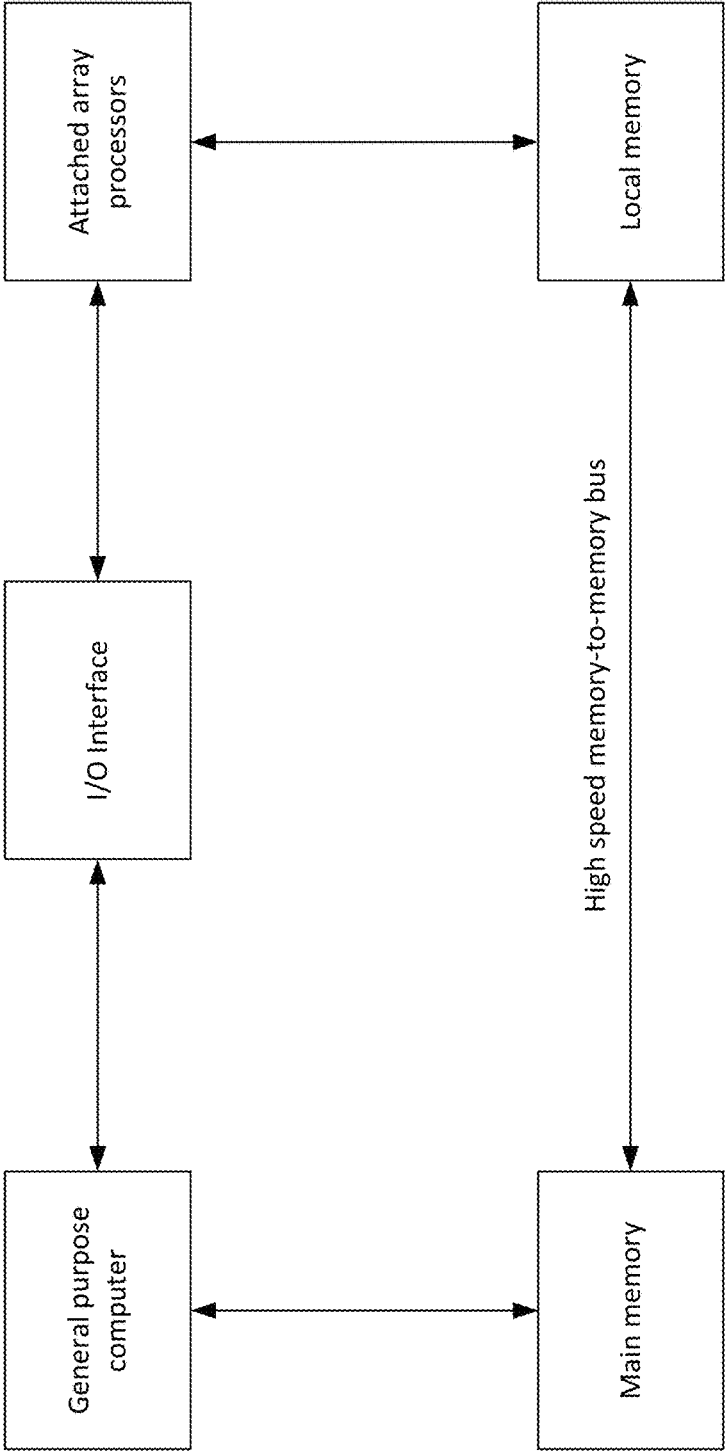 General purpose
computer
I/O Interface
Attached array
processors
High speed memory-to-memory bus
Main memory
Local memory